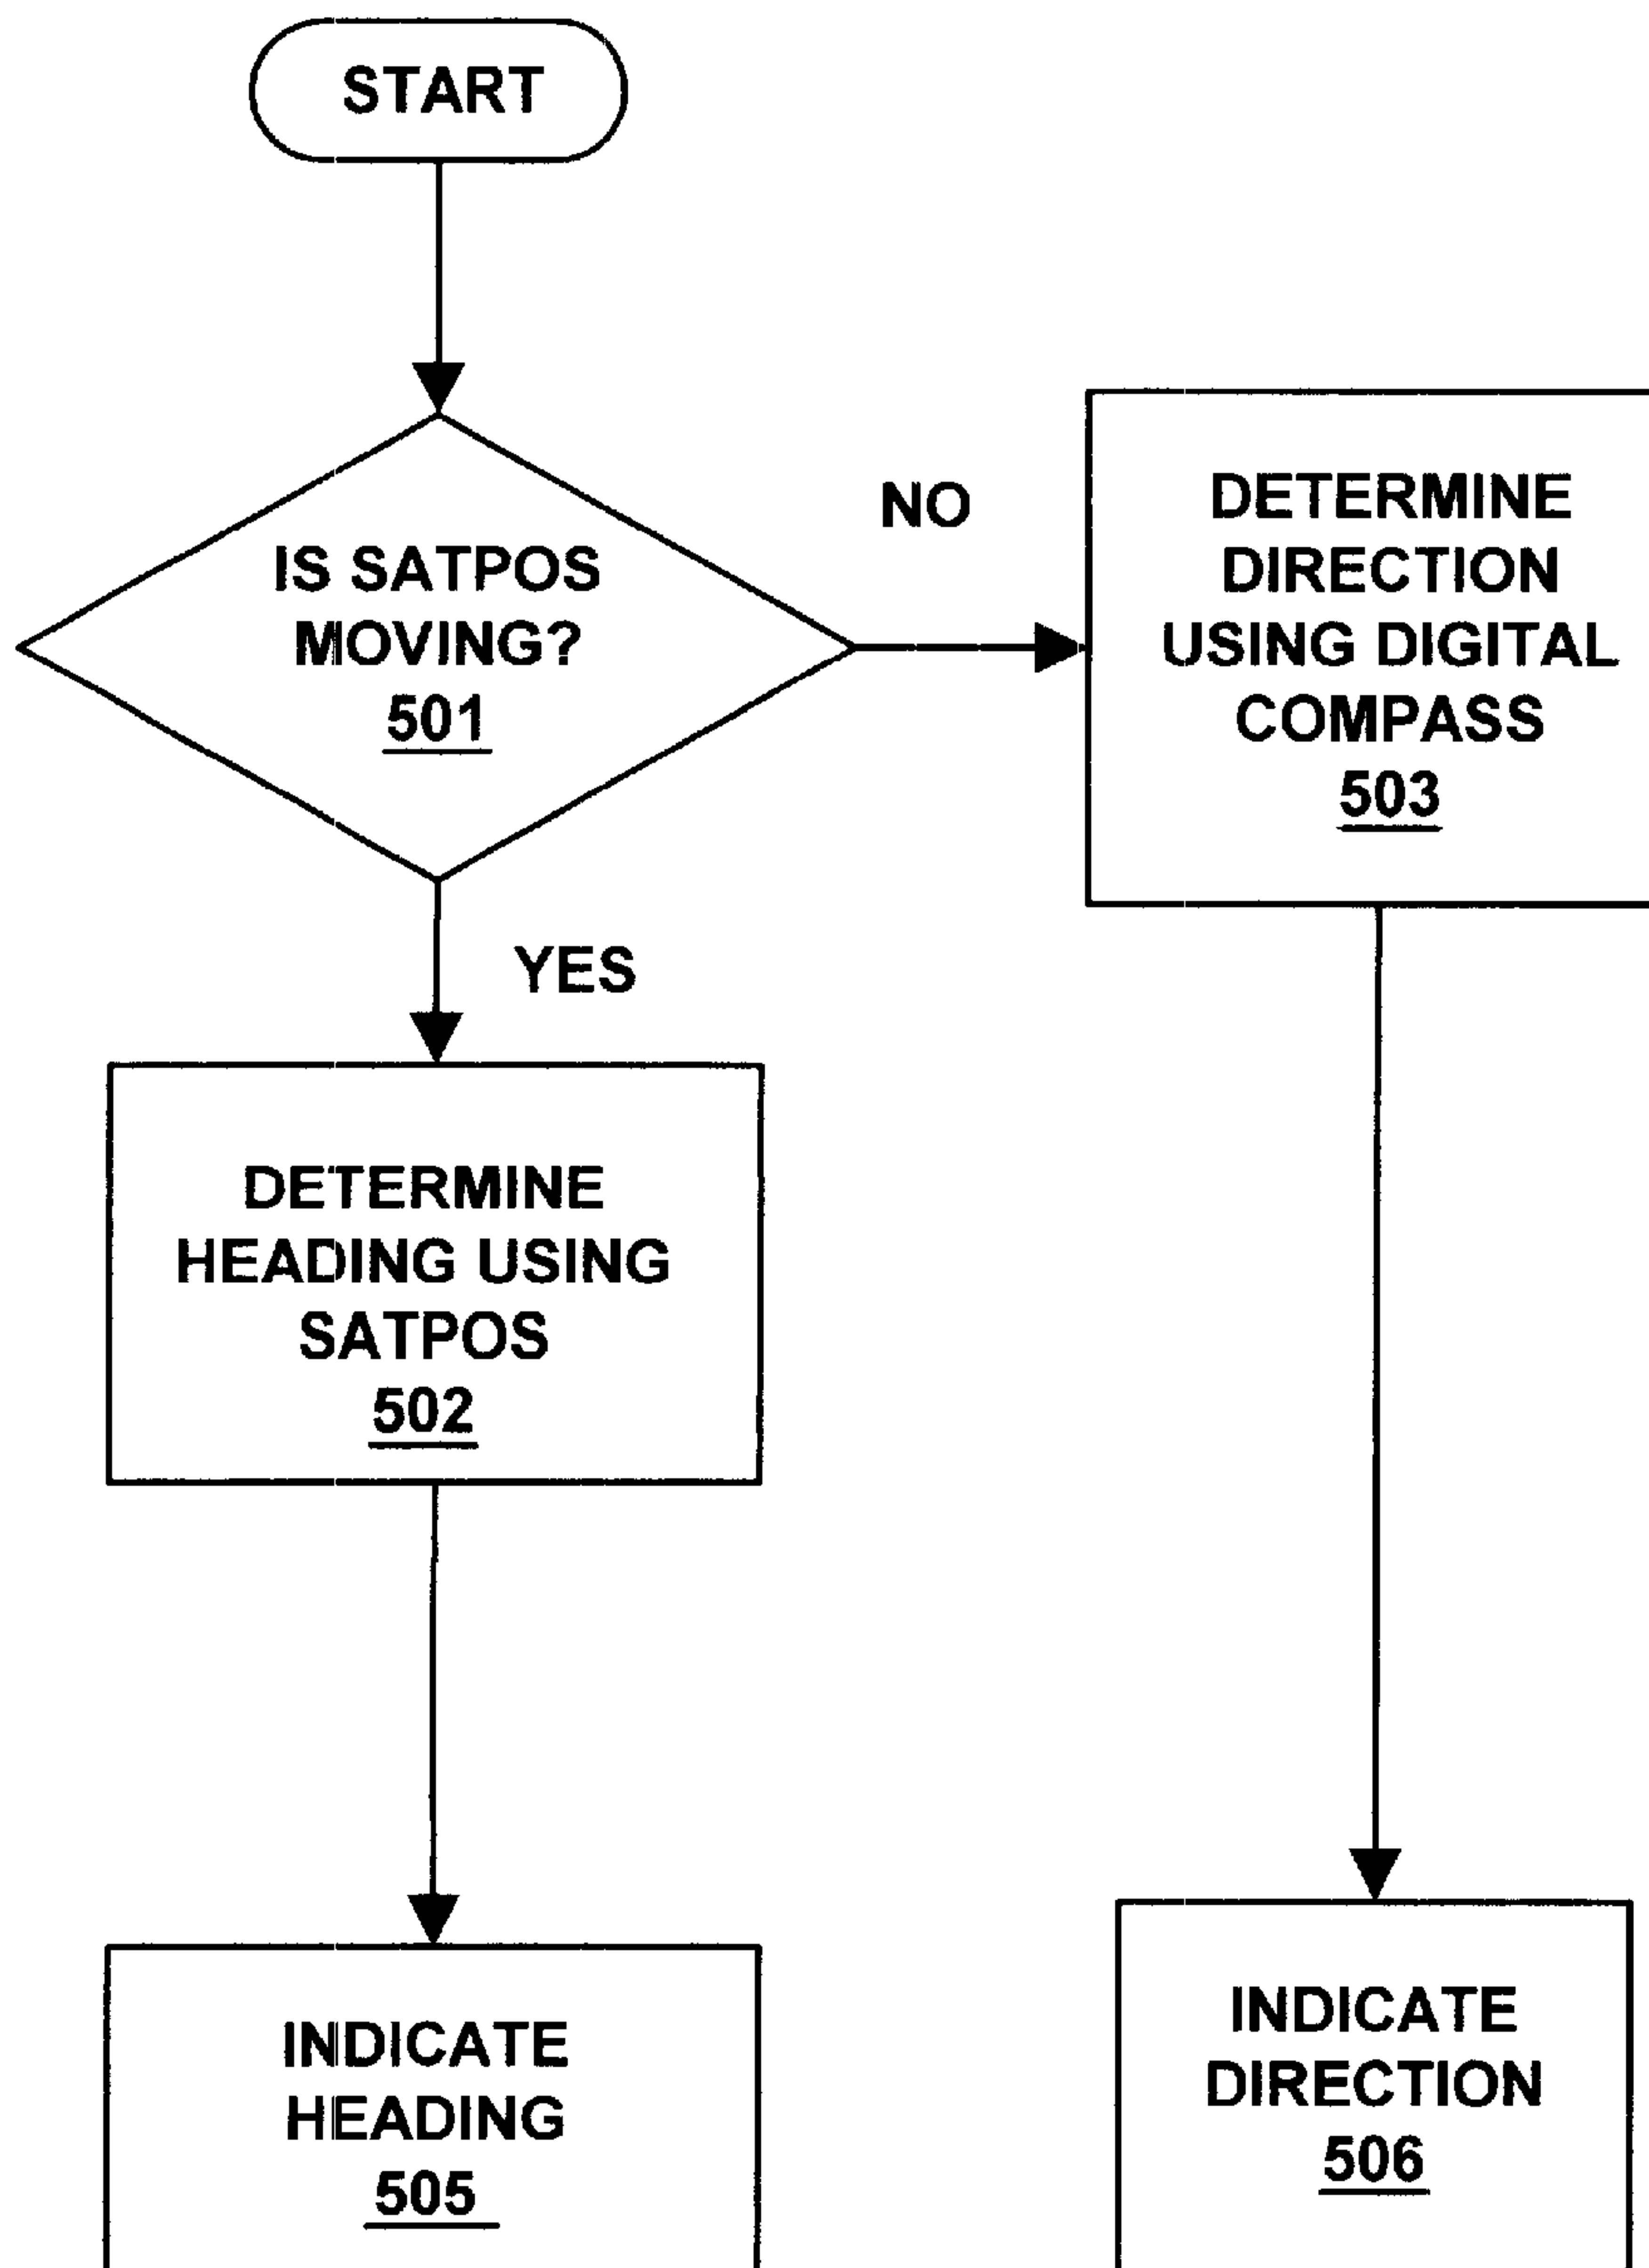 START
IS SATPOS
MOVING?
501
NO
DETERMINE
DIRECTION
USING DIGITAL
COMPASS
503
YES
DETERMINE
HEADING USING
SATPOS
502
INDICATE
HEADING
505
INDICATE
DIRECTION
506